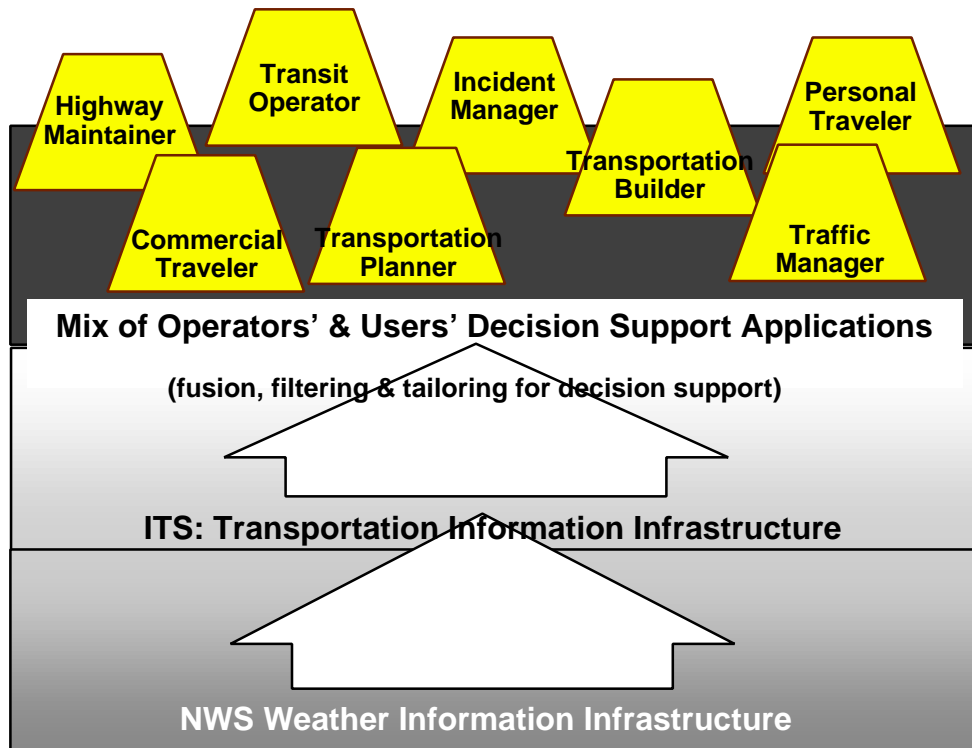 Highway
Maintainer
Transit
Operator
Incident
Manager
Transportation
Builder
Personal
Traveler
Commercial
Traveler
Transportation
Planner
Traffic
Manager
Mix of Operators’ & Users’ Decision Support Applications
(fusion, filtering & tailoring for decision support)
ITS: Transportation Information Infrastructure
NWS Weather Information Infrastructure